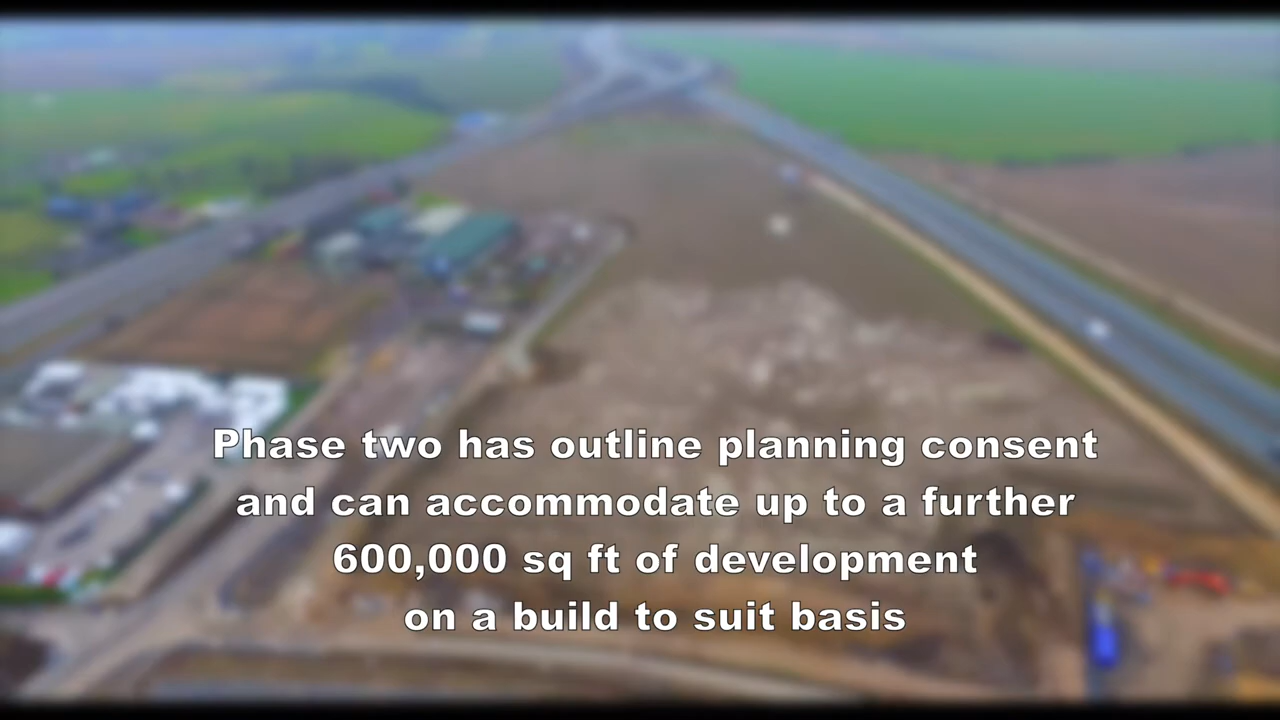 Phase two has outline planning consent
and can accommodate up to a further
600,000 sq ft of development
on a build to suit basis